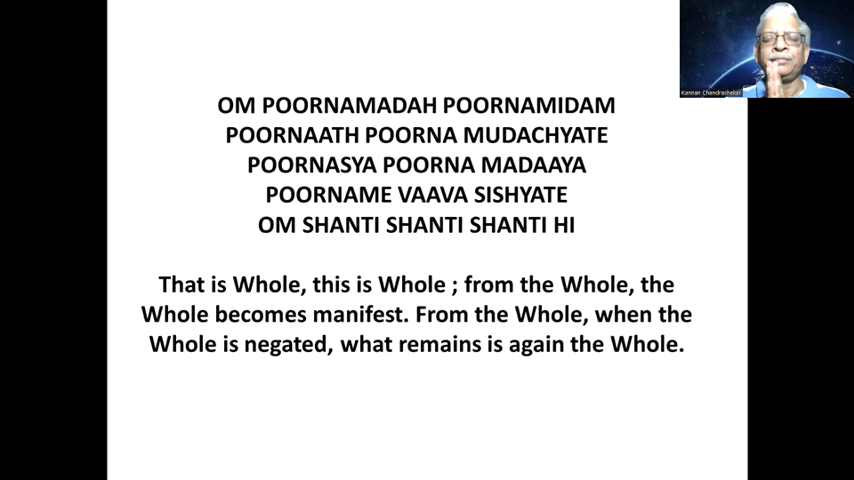 OM POORNAMADAH POORNAMIDAM
POORNAATH POORNA MUDACHYATE
POORNASYA POORNA MADAAYA
POORNAME VAAVA SISHYATE
OM SHANTI SHANTI SHANTI HI
That is Whole, this is Whole ; from the Whole, the
Whole becomes manifest. From the Whole, when the
Whole is negated, what remains is again the Whole.
Kannan Chandrashekar